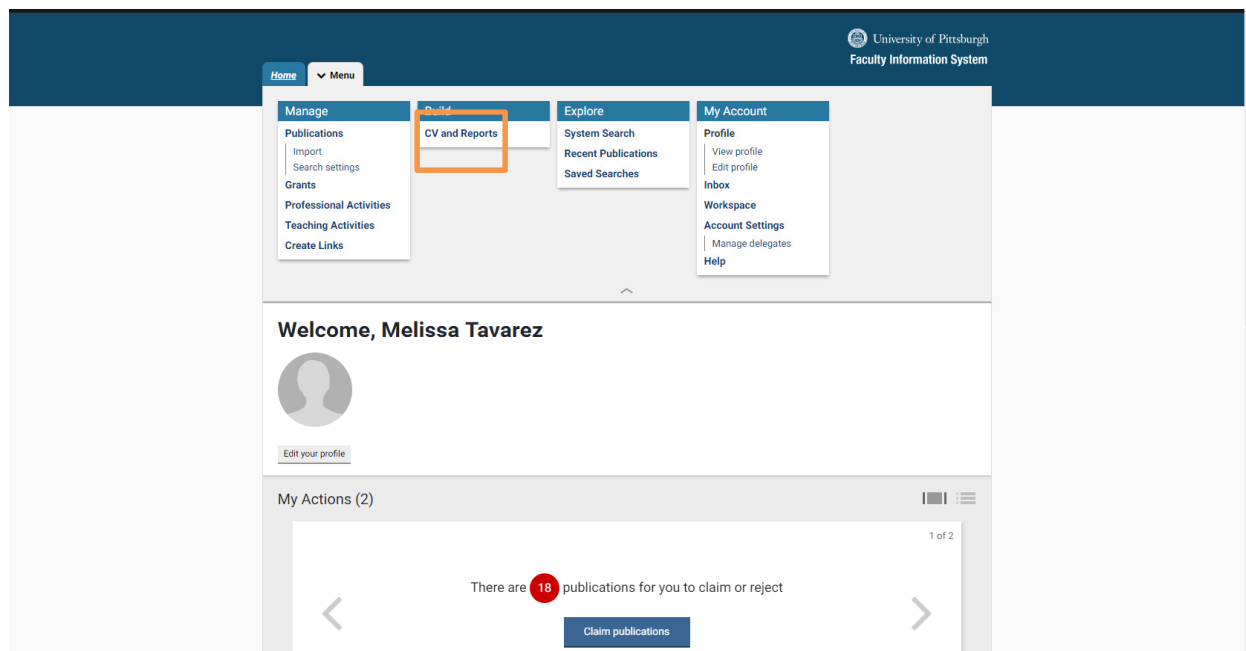 University of Pittsburgh
Faculty Information System
Home
Menu
Manage
Publications
Import
Search settings
Grants
Professional Activities
Teaching Activities
Create Links
Build
CV and Reports
Explore
System Search
Recent Publications
Saved Searches
My Account
Profile
View profile
Edit profile
Inbox
Workspace
Account Settings
Manage delegates
Help
Welcome, Melissa Tavarez
Edit your profile
My Actions (2)
1 of 2
There are 18 publications for you to claim or reject
Claim publications